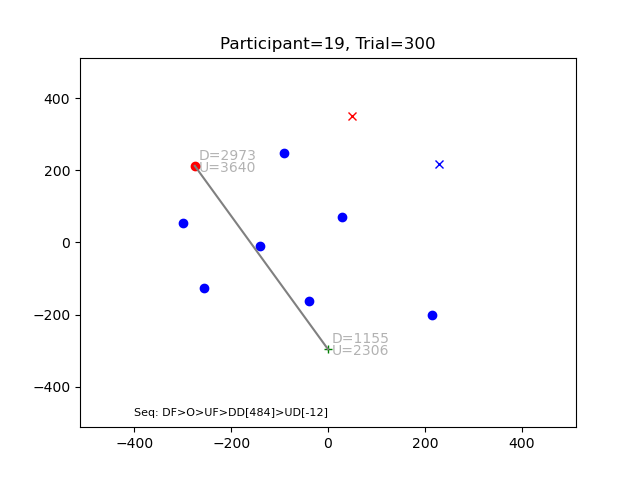 Participant=19, Trial=300
400
200
0
−200
−400
D=2973
U=3640
D=1155
U=2306
Seq: DF>O>UF>DD[484]>UD[-12]
−400
−200
0
200
400